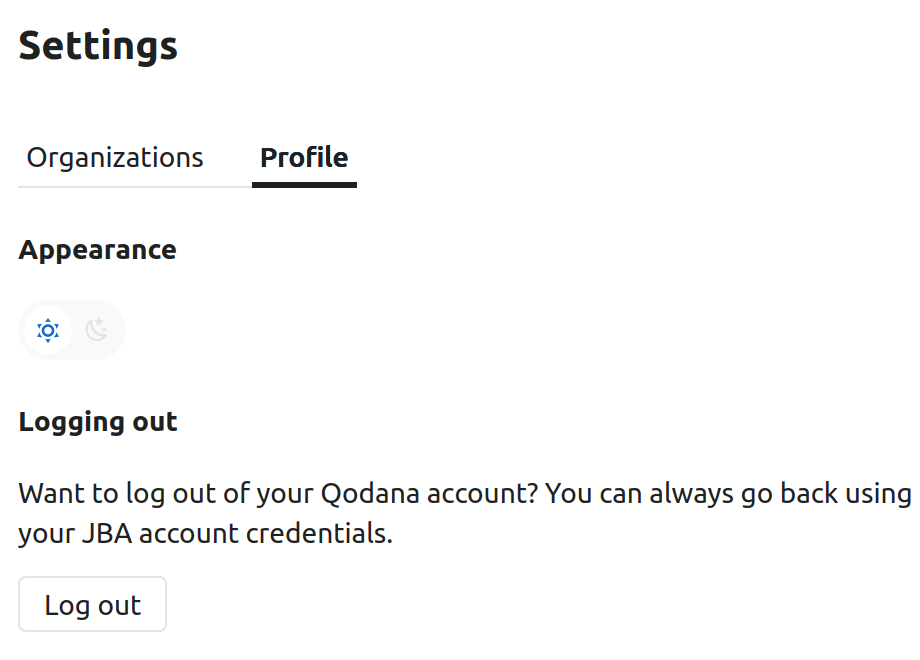 Settings
Organizations Profile
Appearance
Logging out
Want to log out of your Qodana account? You can always go back using
your JBA account credentials.
Log out